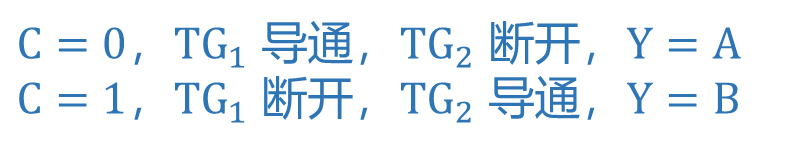 C = 0，TG₁ 导通，TG₂ 断开，Y = A
C = 1，TG₁ 断开，TG₂ 导通，Y = B